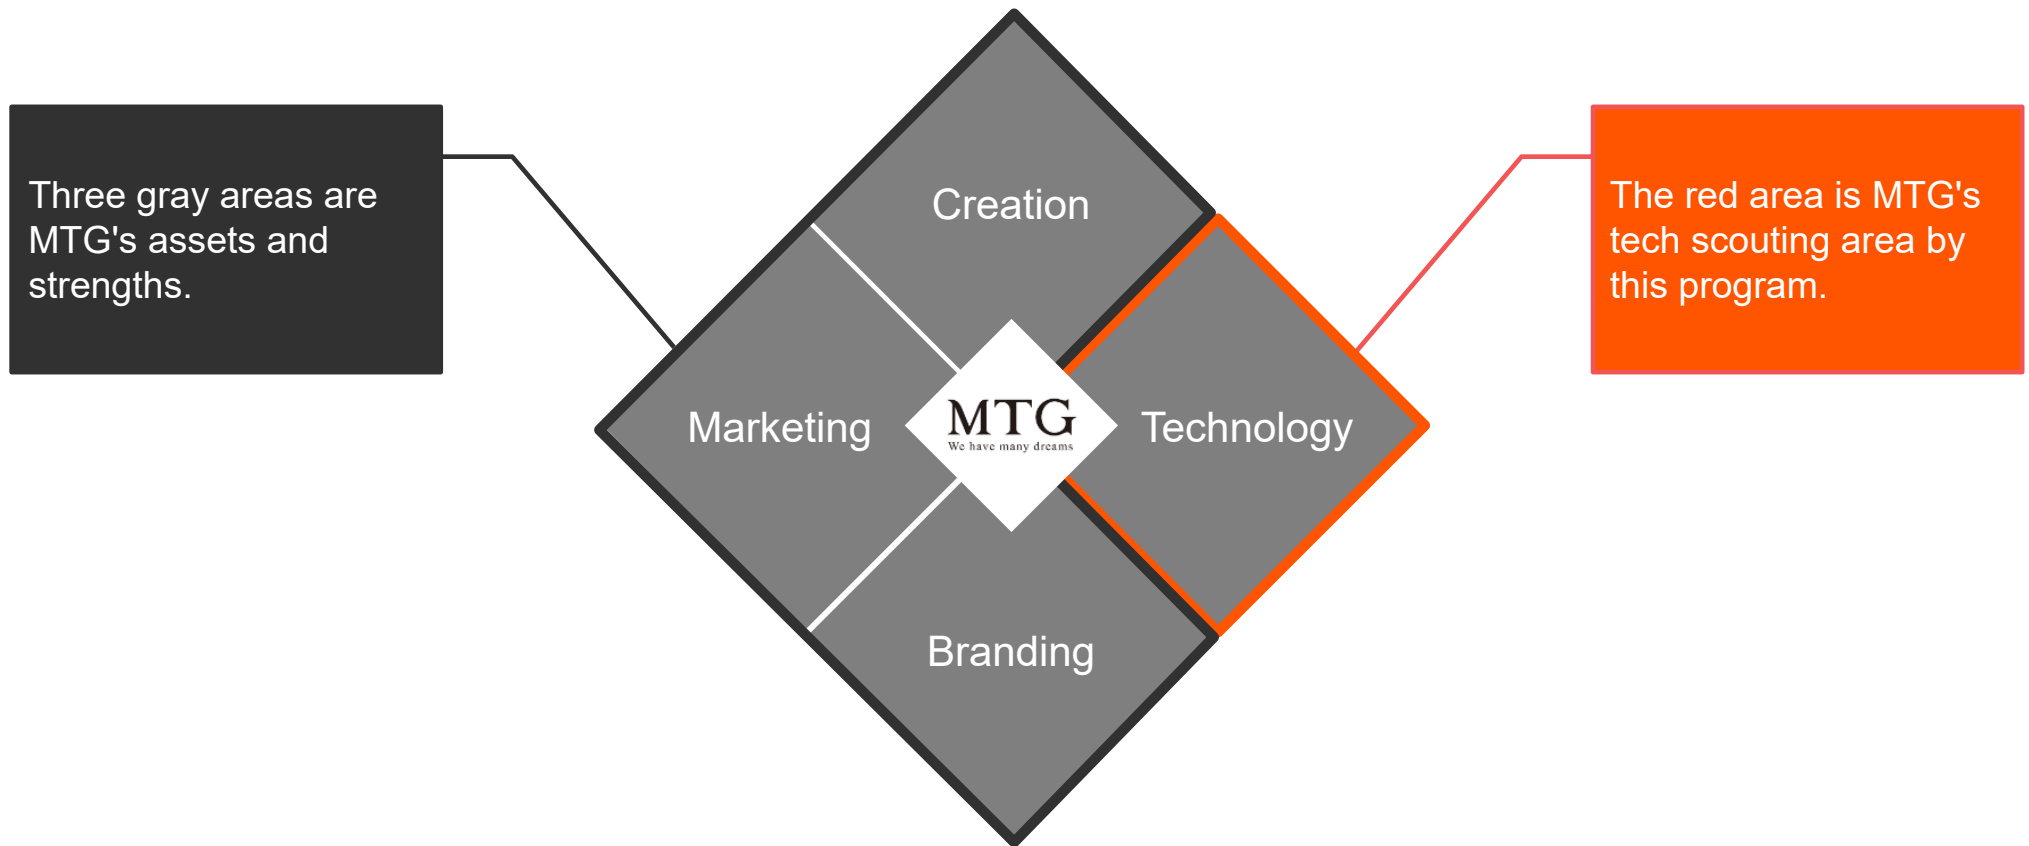 Three gray areas are
MTG's assets and
strengths.
Creation
Marketing
MTG
We have many dreams
Technology
Branding
The red area is MTG's
tech scouting area by
this program.